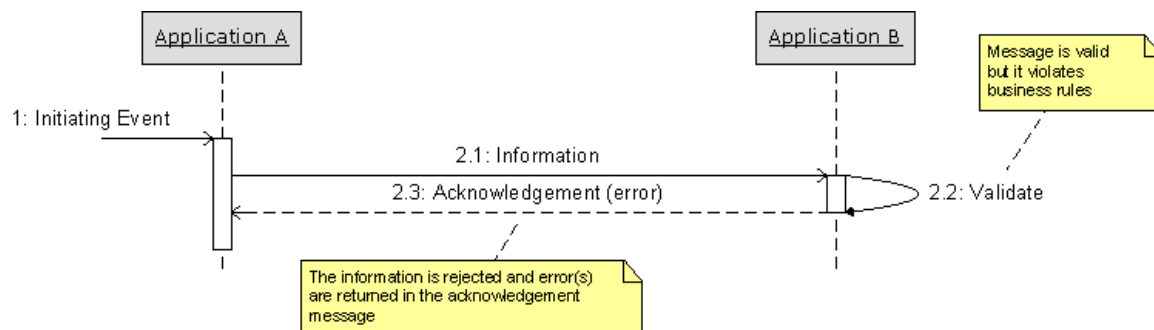 Application A
Application B
Message is valid
but it violates
business rules
1: Initiating Event
2.1: Information
2.3: Acknowledgement (error)
2.2: Validate
The information is rejected and error(s)
are returned in the acknowledgement
message